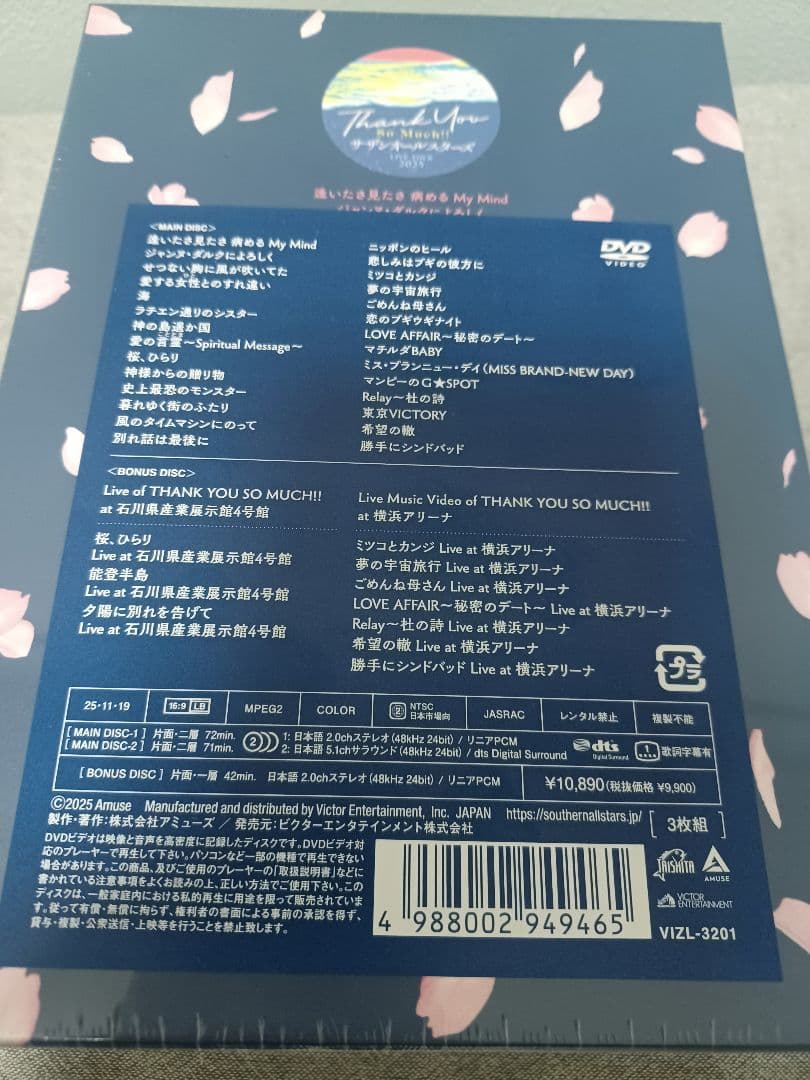 Thank You
So Much!!
サザンオールスターズ
LIVE TOUR
2025
逢いたさ見たさ 病める My Mind
ジャンヌ・ダルクによろしく
<MAIN DISC>
逢いたさ見たさ 病める My Mind
ジャンヌ・ダルクによろしく
せつない胸に風が吹いてた
愛する女性とのすれ違い
海
ラチエン通りのシスター
神の島遥か国
愛の言霊~Spiritual Message~
桜、ひらり
神様からの贈り物
史上最恐のモンスター
暮れゆく街のふたり
風のタイムマシンにのって
別れ話は最後に
ニッポンのヒール
悲しみはブギの彼方に
ミツコとカンジ
夢の宇宙旅行
ごめんね母さん
恋のブギウギナイト
LOVE AFFAIR~秘密のデート~
マチルダBABY
ミス・ブランニュー・デイ(MISS BRAND-NEW DAY)
マンピーのG★SPOT
Relay~杜の詩
東京VICTORY
希望の轍
勝手にシンドバッド
DVD
VIDEO
<BONUS DISC>
Live of THANK YOU SO MUCH!!
at 石川県産業展示館4号館
桜、ひらり
Live at 石川県産業展示館4号館
能登半島
Live at 石川県産業展示館4号館
夕陽に別れを告げて
Live at 石川県産業展示館4号館
Live Music Video of THANK YOU SO MUCH!!
at 横浜アリーナ
ミツコとカンジ Live at 横浜アリーナ
夢の宇宙旅行 Live at 横浜アリーナ
ごめんね母さん Live at 横浜アリーナ
LOVE AFFAIR~秘密のデート~ Live at 横浜アリーナ
Relay~杜の詩 Live at 横浜アリーナ
希望の轍 Live at 横浜アリーナ
勝手にシンドバッド Live at 横浜アリーナ
プラ
25・11・19 16:9 LB MPEG2 COLOR 2 NTSC 日本市場向 JASRAC レンタル禁止 複製不能
[MAIN DISC-1] 片面・二層 72min.
[MAIN DISC-2] 片面・二層 71min.
2
1: 日本語 2.0chステレオ(48kHz 24bit) / リニアPCM
2: 日本語 5.1chサラウンド(48kHz 24bit) / dts Digital Surround
dts
Digital Surround
1 歌詞字幕有
[BONUS DISC] 片面・一層 42min. 日本語 2.0chステレオ(48kHz 24bit) / リニアPCM
¥10,890(税抜価格 ¥9,900)
©2025 Amuse Manufactured and distributed by Victor Entertainment, Inc. JAPAN https://southernallstars.jp/
製作・著作:株式会社アミューズ / 発売元:ビクターエンタテインメント株式会社
[3枚組]
DVDビデオは映像と音声を高密度に記録したディスクです。DVDビデオ対
応のプレーヤーで再生して下さい。パソコンなど一部の機種で再生できない
場合があります。この商品、及びご使用のプレーヤーの「取扱説明書」などに
書かれている注意事項をよくお読みの上、正しい方法でご使用下さい。この
ディスクは、一般家庭内における私的再生に用途を限って販売されていま
す。従って有償・無償に拘らず、権利者の書面による事前の承認を得ず、
貸与・複製・公衆送信・上映等を行うことを禁止致します。
4 988002 949465
TAISHITA
AMUSE
VICTOR
ENTERTAINMENT
VIZL-3201